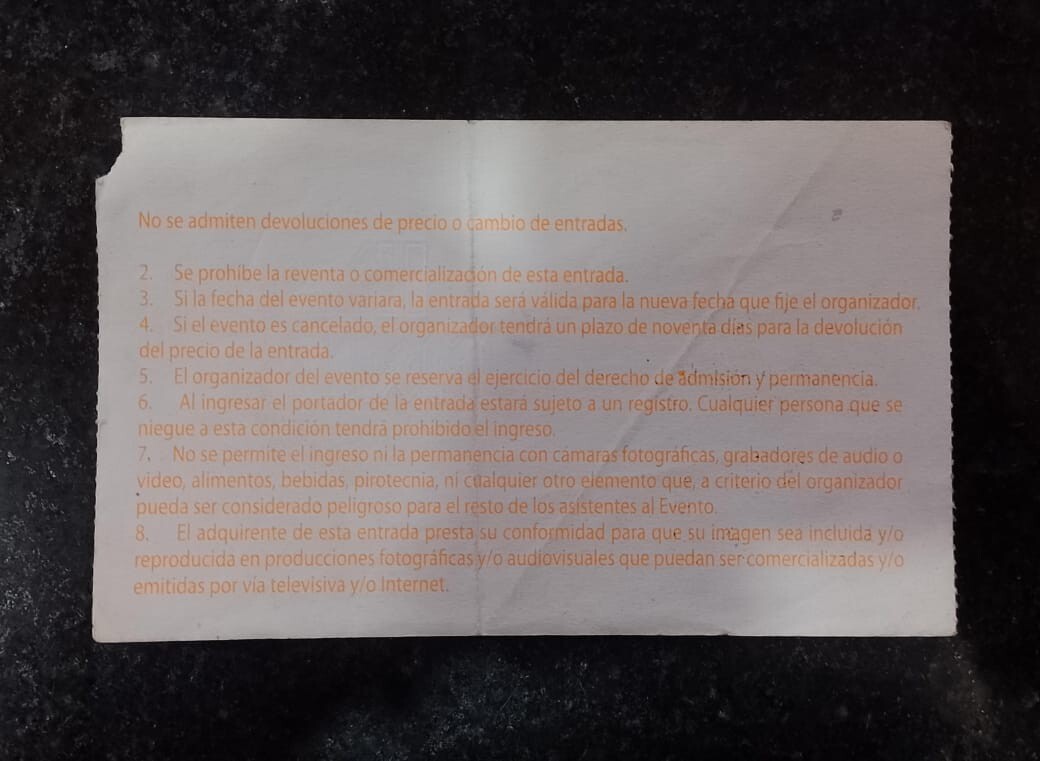 No se admiten devoluciones de precio o cambio de entradas.
2. Se prohíbe la reventa o comercialización de esta entrada.
3. Si la fecha del evento variara, la entrada será válida para la nueva fecha que fije el organizador.
4. Si el evento es cancelado, el organizador tendrá un plazo de noventa días para la devolución
del precio de la entrada.
5. El organizador del evento se reserva el ejercicio del derecho de admisión y permanencia.
6. Al ingresar el portador de la entrada estará sujeto a un registro. Cualquier persona que se
niegue a esta condición tendrá prohibido el ingreso.
7. No se permite el ingreso ni la permanencia con cámaras fotográficas, grabadores de audio o
video, alimentos, bebidas, pirotecnia, ni cualquier otro elemento que, a criterio del organizador
pueda ser considerado peligroso para el resto de los asistentes al Evento.
8. El adquirente de esta entrada presta su conformidad para que su imagen sea incluida y/o
reproducida en producciones fotográficas y/o audiovisuales que puedan ser comercializadas y/o
emitidas por vía televisiva y/o Internet.